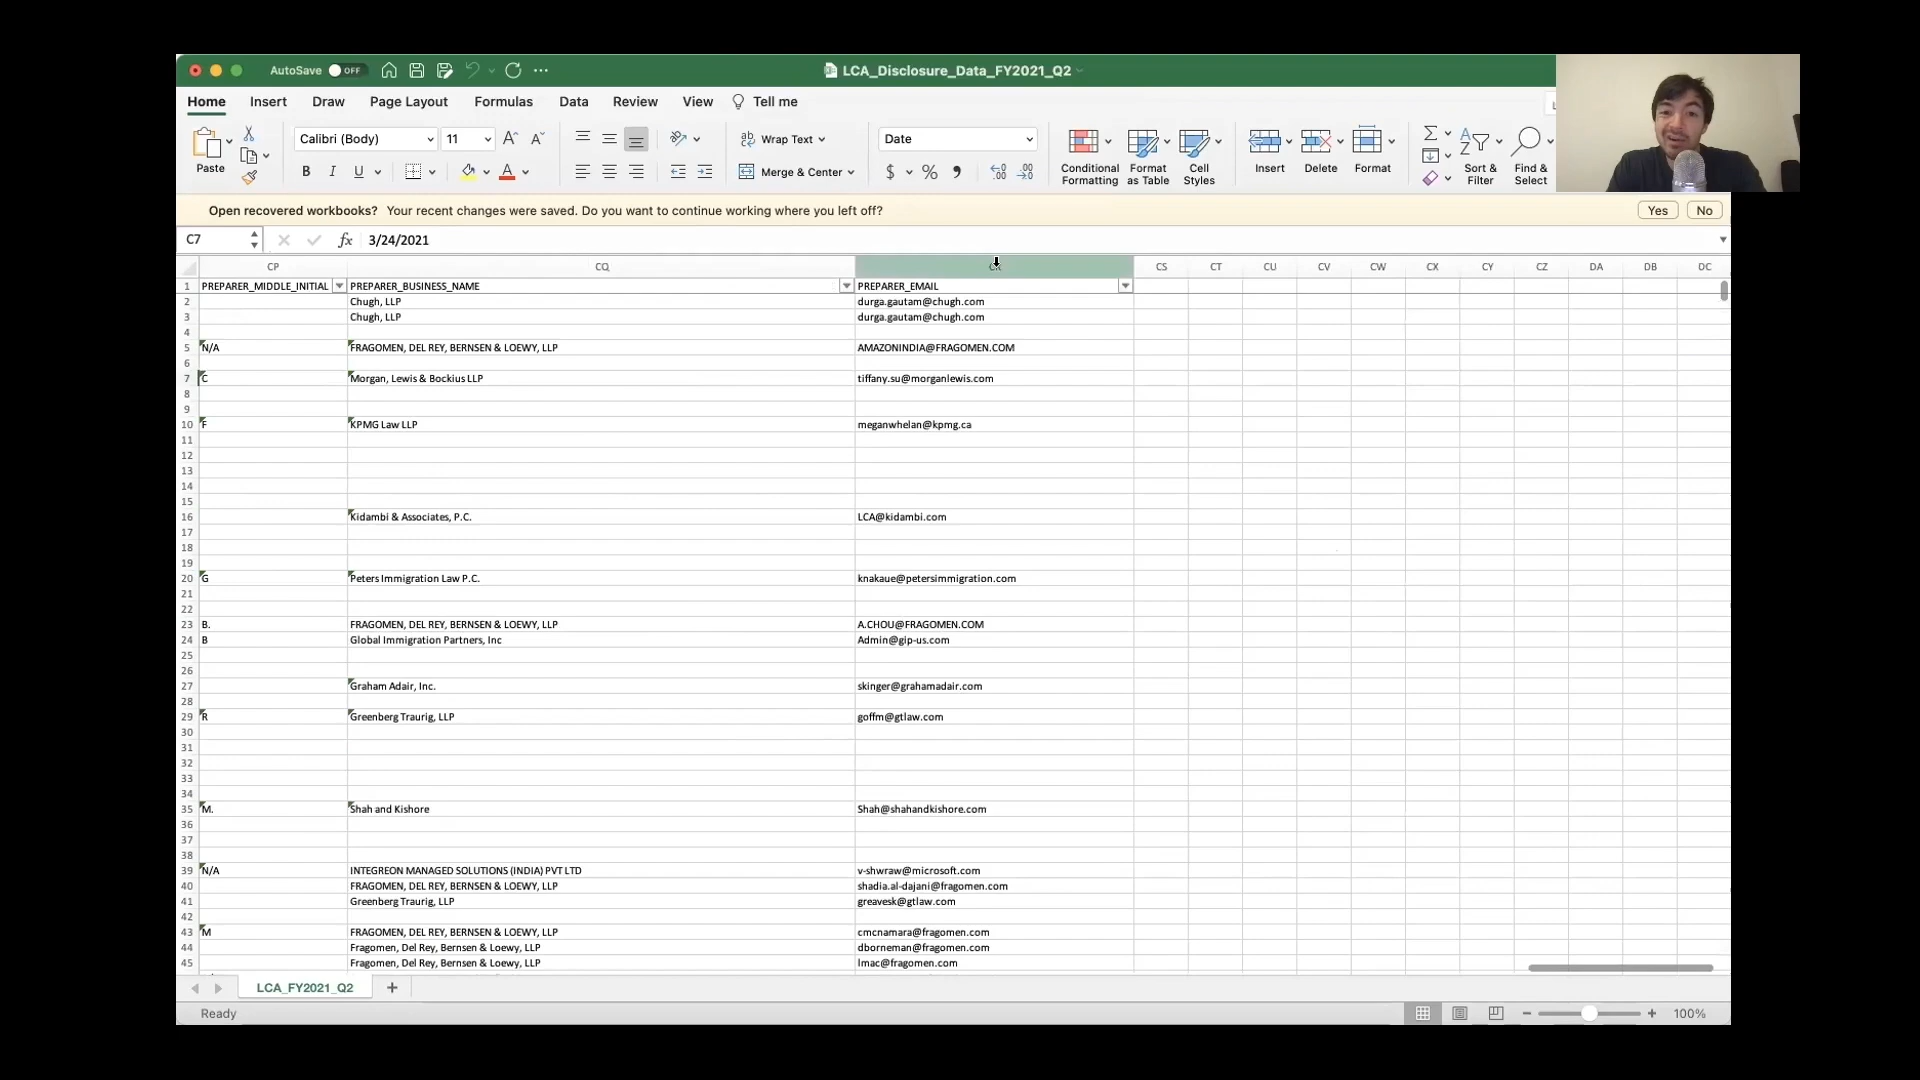 AutoSave OFF LCA_Disclosure_Data_FY2021_Q2
Home Insert Draw Page Layout Formulas Data Review View Tell me
Calibri (Body) 11 Wrap Text Date
Paste B I U Merge & Center $ % Conditional Formatting Format as Table Cell Styles Insert Delete Format Sort & Filter Find & Select
Open recovered workbooks? Your recent changes were saved. Do you want to continue working where you left off? Yes No
C7 fx 3/24/2021
CP CQ CS CT CU CV CW CX CY CZ DA DB DC
1 PREPARER_MIDDLE_INITIAL PREPARER_BUSINESS_NAME PREPARER_EMAIL
2 Chugh, LLP durga.gautam@chugh.com
3 Chugh, LLP durga.gautam@chugh.com
4
5 N/A FRAGOMEN, DEL REY, BERNSEN & LOEWY, LLP AMAZONINDIA@FRAGOMEN.COM
6
7 C Morgan, Lewis & Bockius LLP tiffany.su@morganlewis.com
8
9
10 F KPMG Law LLP meganwhelan@kpmg.ca
11
12
13
14
15
16 Kidambi & Associates, P.C. LCA@kidambi.com
17
18
19
20 G Peters Immigration Law P.C. knakaue@petersimmigration.com
21
22
23 B. FRAGOMEN, DEL REY, BERNSEN & LOEWY, LLP A.CHOU@FRAGOMEN.COM
24 B Global Immigration Partners, Inc Admin@gip-us.com
25
26
27 Graham Adair, Inc. skinger@grahamadair.com
28
29 R Greenberg Traurig, LLP goffm@gtlaw.com
30
31
32
33
34
35 M. Shah and Kishore Shah@shahandkishore.com
36
37
38
39 N/A INTEGREON MANAGED SOLUTIONS (INDIA) PVT LTD v-shwraw@microsoft.com
40 FRAGOMEN, DEL REY, BERNSEN & LOEWY, LLP shadia.al-dajani@fragomen.com
41 Greenberg Traurig, LLP greavesk@gtlaw.com
42
43 M FRAGOMEN, DEL REY, BERNSEN & LOEWY, LLP cmcnamara@fragomen.com
44 Fragomen, Del Rey, Bernsen & Loewy, LLP dborneman@fragomen.com
45 Fragomen, Del Rey, Bernsen & Loewy, LLP lmac@fragomen.com
LCA_FY2021_Q2
Ready 100%